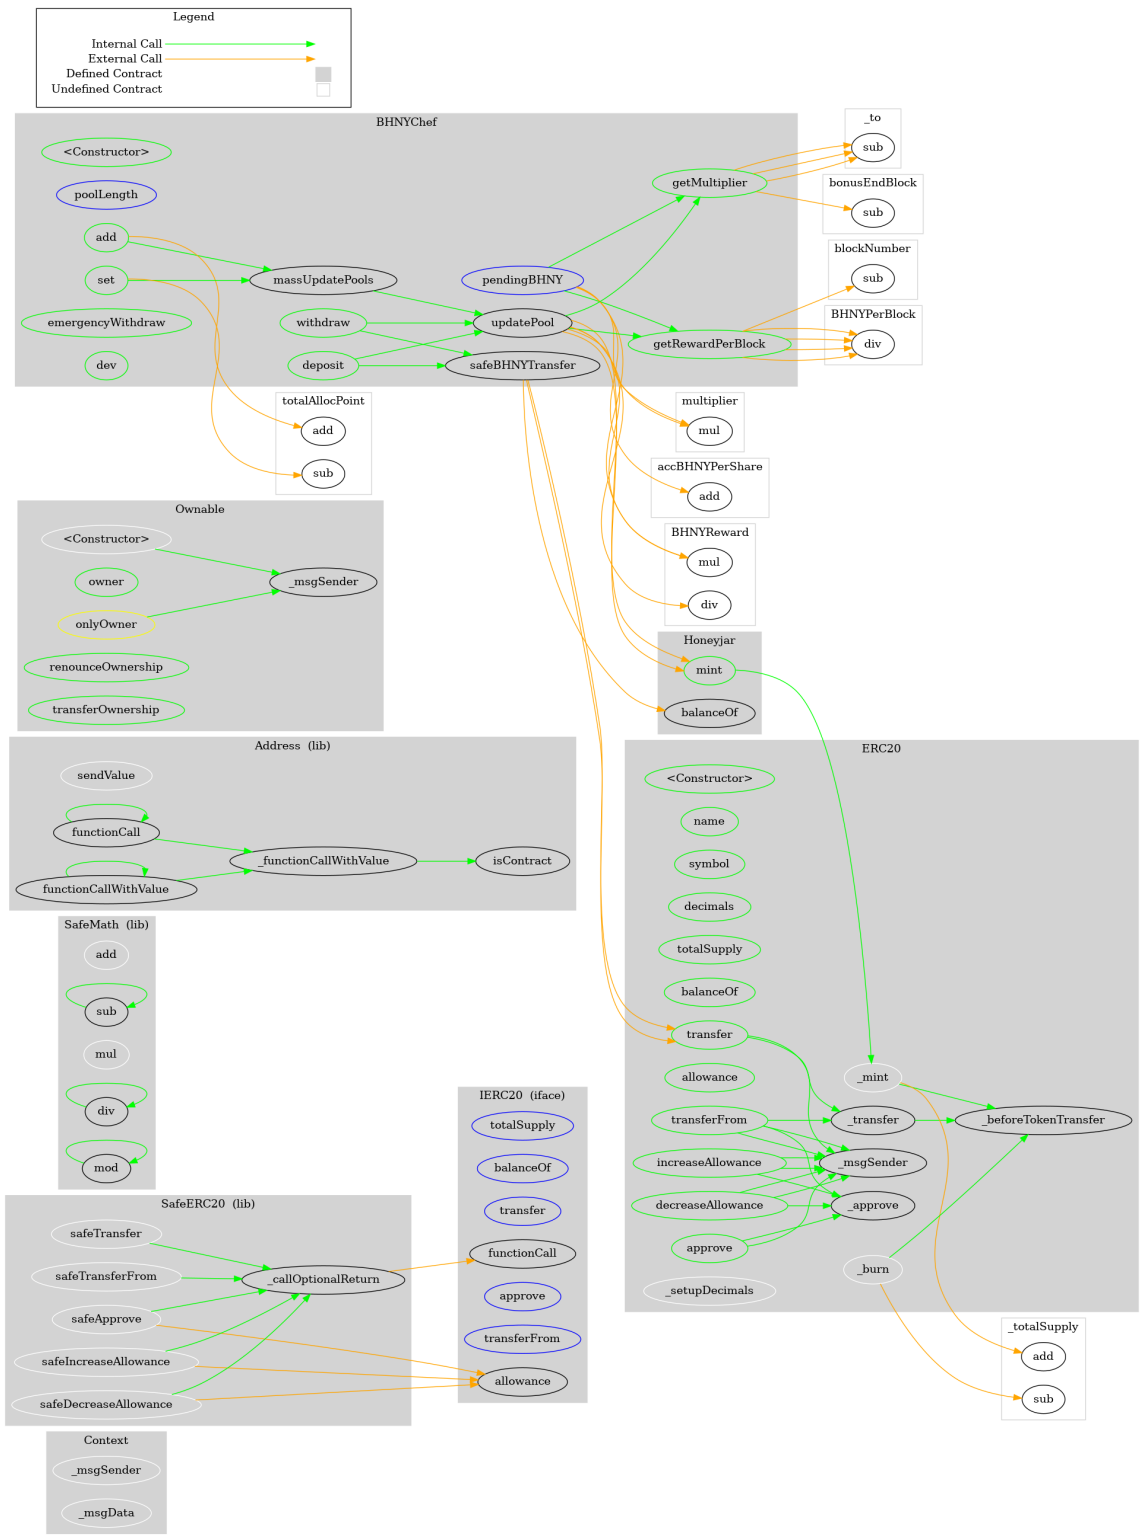 Legend
Internal Call
External Call
Defined Contract
Undefined Contract
BHNYChef
<Constructor>
poolLength
add
set
emergencyWithdraw
dev
massUpdatePools
withdraw
deposit
pendingBHNY
updatePool
safeBHNYTransfer
getMultiplier
getRewardPerBlock
_to
sub
bonusEndBlock
sub
blockNumber
sub
BHNYPerBlock
div
totalAllocPoint
add
sub
multiplier
mul
accBHNYPerShare
add
BHNYReward
mul
div
Ownable
<Constructor>
owner
onlyOwner
renounceOwnership
transferOwnership
_msgSender
Honeyjar
mint
balanceOf
Address (lib)
sendValue
functionCall
functionCallWithValue
_functionCallWithValue
isContract
ERC20
<Constructor>
name
symbol
decimals
totalSupply
balanceOf
transfer
allowance
transferFrom
increaseAllowance
decreaseAllowance
approve
_setupDecimals
_mint
_transfer
_msgSender
_approve
_burn
_beforeTokenTransfer
SafeMath (lib)
add
sub
mul
div
mod
IERC20 (iface)
totalSupply
balanceOf
transfer
functionCall
approve
transferFrom
allowance
SafeERC20 (lib)
safeTransfer
safeTransferFrom
safeApprove
safeIncreaseAllowance
safeDecreaseAllowance
_callOptionalReturn
_totalSupply
add
sub
Context
_msgSender
_msgData